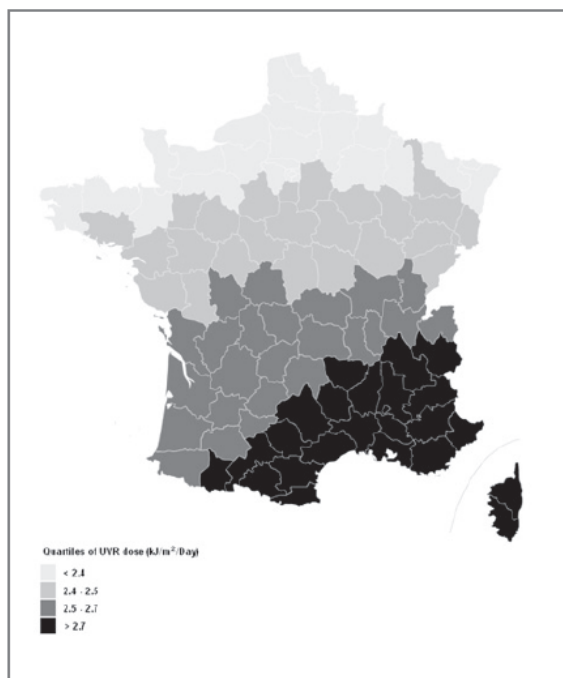 Quartiles of UVR dose (kJ/m²/Day)
< 2.4
2.4 - 2.5
2.5 - 2.7
> 2.7